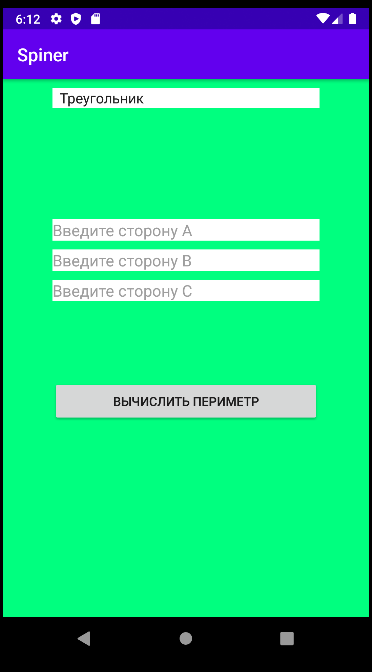 6:12
Spiner
Треугольник
Введите сторону A
Введите сторону B
Введите сторону C
ВЫЧИСЛИТЬ ПЕРИМЕТР